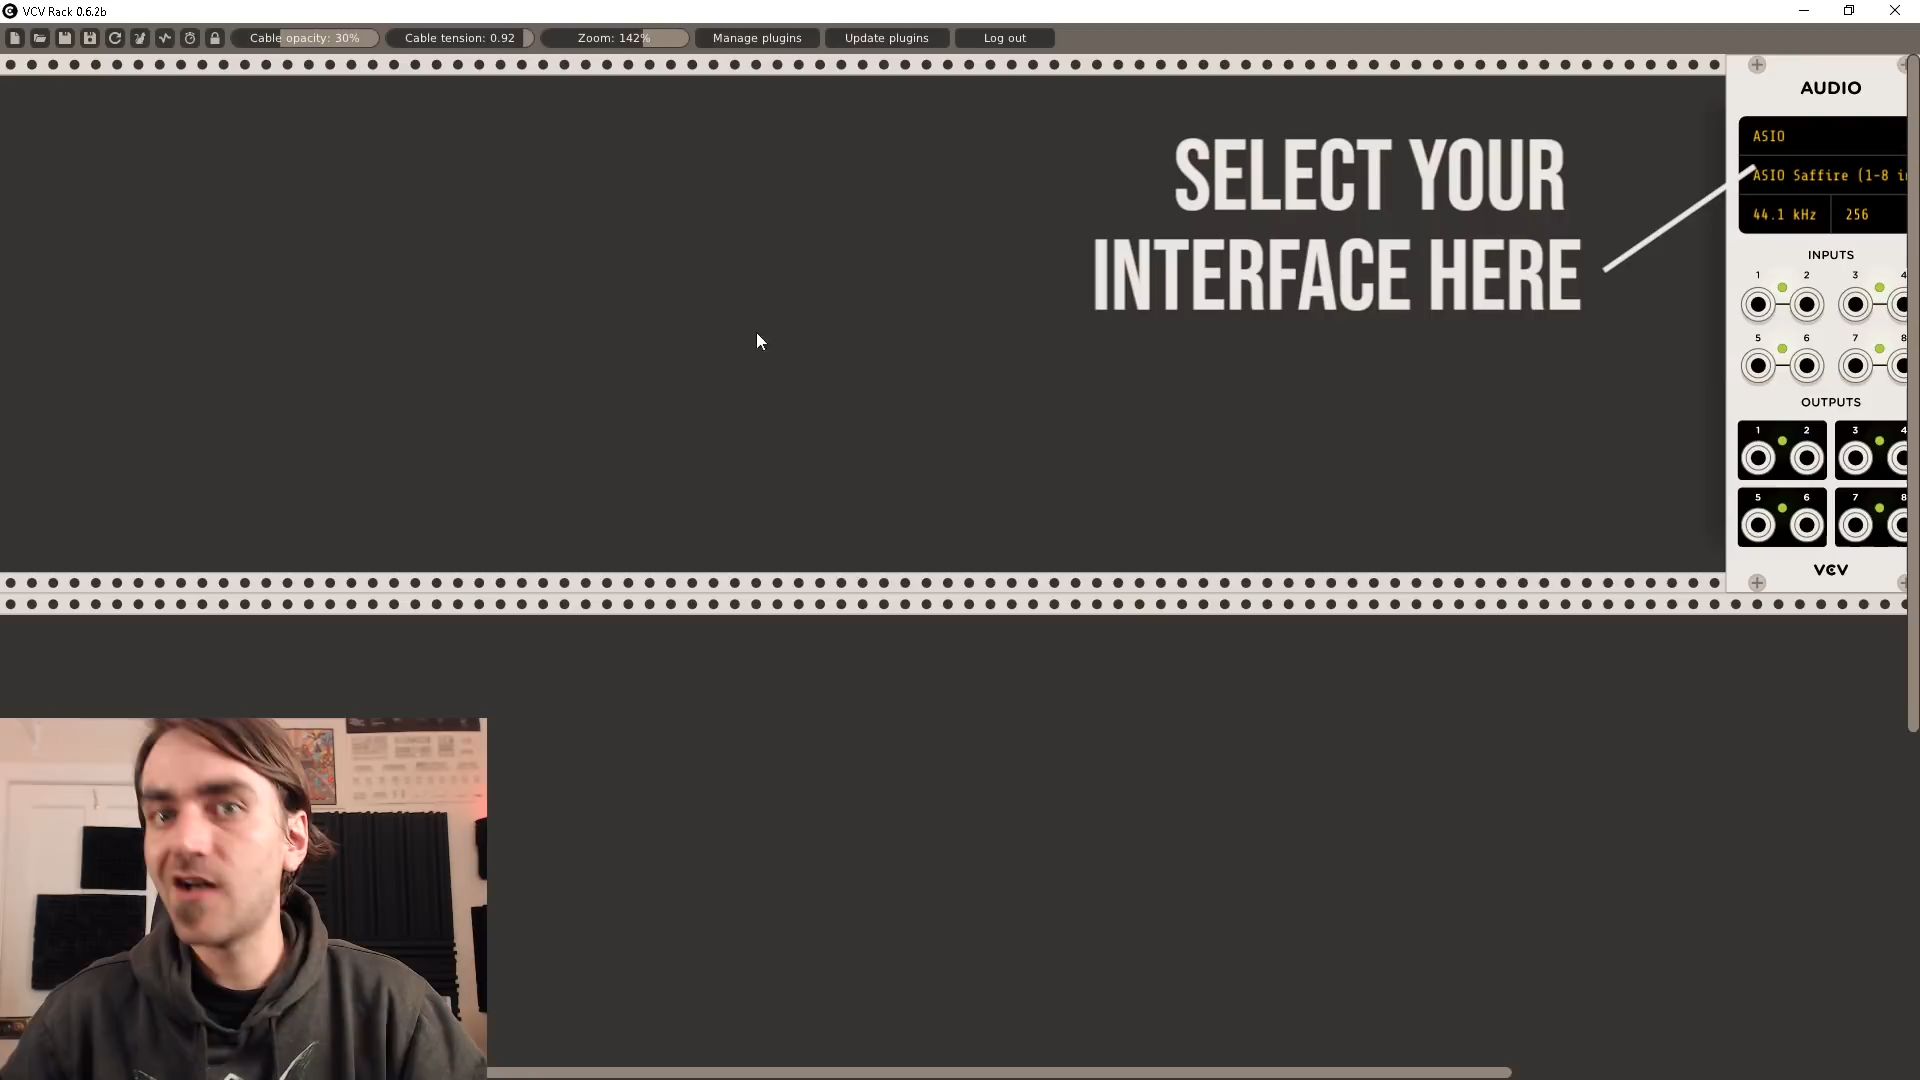 VCV Rack 0.6.2b
Cable opacity: 30%
Cable tension: 0.92
Zoom: 142%
Manage plugins
Update plugins
Log out
SELECT YOUR
INTERFACE HERE
AUDIO
ASIO
ASIO Saffire (1-8 i
44.1 kHz
256
INPUTS
1 2 3 4
5 6 7 8
OUTPUTS
1 2 3 4
5 6 7 8
VCV